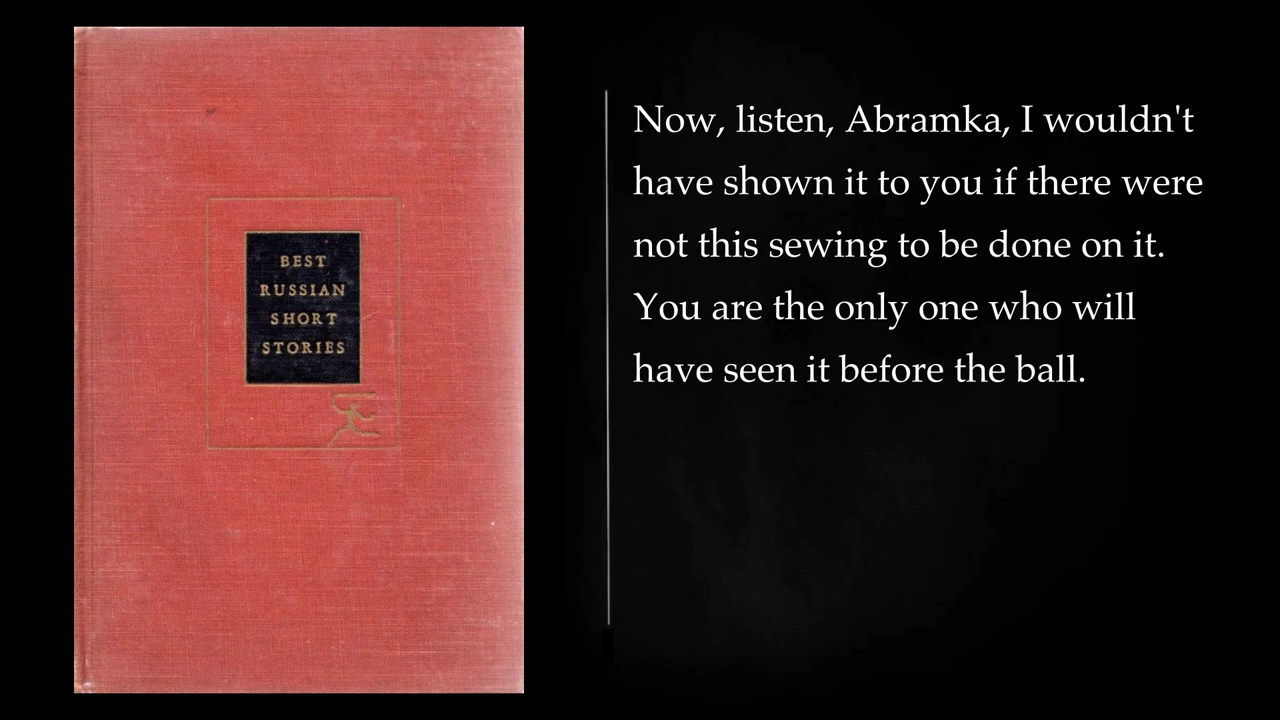 BEST
RUSSIAN
SHORT
STORIES
Now, listen, Abramka, I wouldn't
have shown it to you if there were
not this sewing to be done on it.
You are the only one who will
have seen it before the ball.